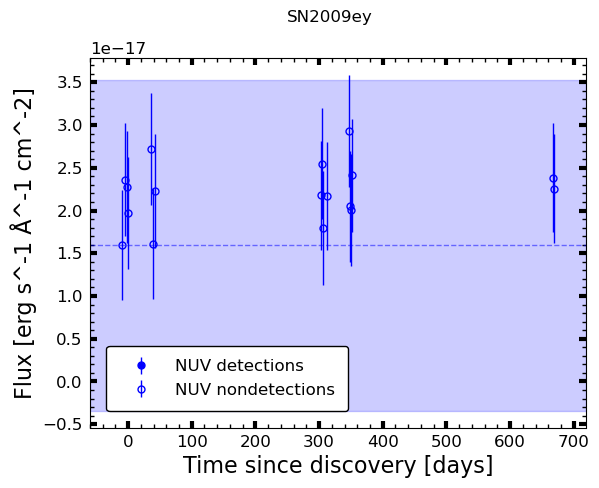 SN2009ey
1e−17
Flux [erg s^-1 Å^-1 cm^-2]
3.5
3.0
2.5
2.0
1.5
1.0
0.5
0.0
−0.5
NUV detections
NUV nondetections
0 100 200 300 400 500 600 700
Time since discovery [days]